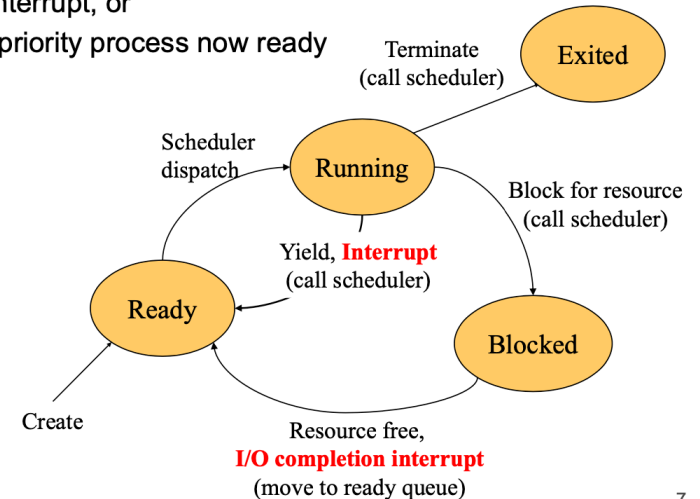 nterrupt, or
priority process now ready
Terminate
(call scheduler)
Exited
Scheduler
dispatch
Running
Block for resource
(call scheduler)
Yield, Interrupt
(call scheduler)
Ready
Blocked
Create
Resource free,
I/O completion interrupt
(move to ready queue)
7